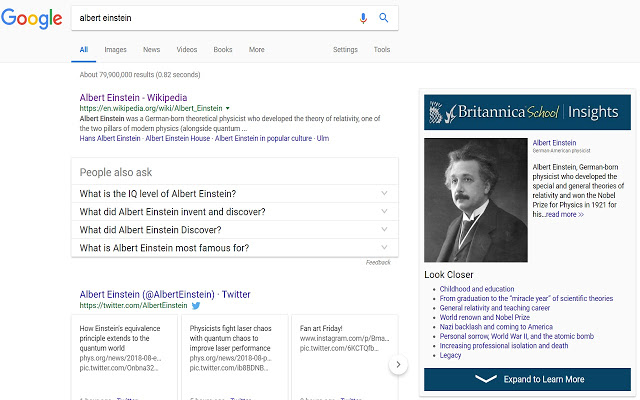 Google
albert einstein
All Images News Videos Books More Settings Tools
About 79,900,000 results (0.82 seconds)
Albert Einstein - Wikipedia
https://en.wikipedia.org/wiki/Albert_Einstein
Albert Einstein was a German-born theoretical physicist who developed the theory of relativity, one of
the two pillars of modern physics (alongside quantum ...
Hans Albert Einstein · Albert Einstein House · Albert Einstein in popular culture · Ulm
People also ask
What is the IQ level of Albert Einstein?
What did Albert Einstein invent and discover?
What did Albert Einstein Discover?
What is Albert Einstein most famous for?
Feedback
Albert Einstein (@AlbertEinstein) · Twitter
https://twitter.com/AlbertEinstein
How Einstein's equivalence
principle extends to the
quantum world
phys.org/news/2018-08-e...
pic.twitter.com/Onbna32...
Physicists fight laser chaos
with quantum chaos to
improve laser performance
phys.org/news/2018-08-p...
pic.twitter.com/ib8BDNB...
Fan art Friday!
www.instagram.com/p/Bma...
pic.twitter.com/6KCTQfb...
Britannica School | Insights
Albert Einstein
German-American physicist
Albert Einstein, German-born
physicist who developed the
special and general theories of
relativity and won the Nobel
Prize for Physics in 1921 for
his...read more >>
Look Closer
• Childhood and education
• From graduation to the "miracle year" of scientific theories
• General relativity and teaching career
• World renown and Nobel Prize
• Nazi backlash and coming to America
• Personal sorrow, World War II, and the atomic bomb
• Increasing professional isolation and death
• Legacy
Expand to Learn More